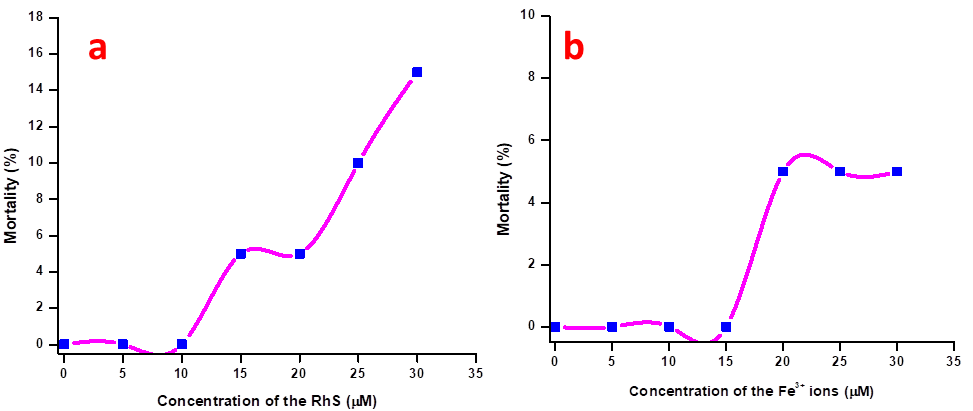 a
18
16
14
12
10
8
6
4
2
0
Mortality (%)
0 5 10 15 20 25 30 35
Concentration of the RhS (μM)
b
10
8
6
4
2
0
Mortality (%)
0 5 10 15 20 25 30 35
Concentration of the Fe³⁺ ions (μM)